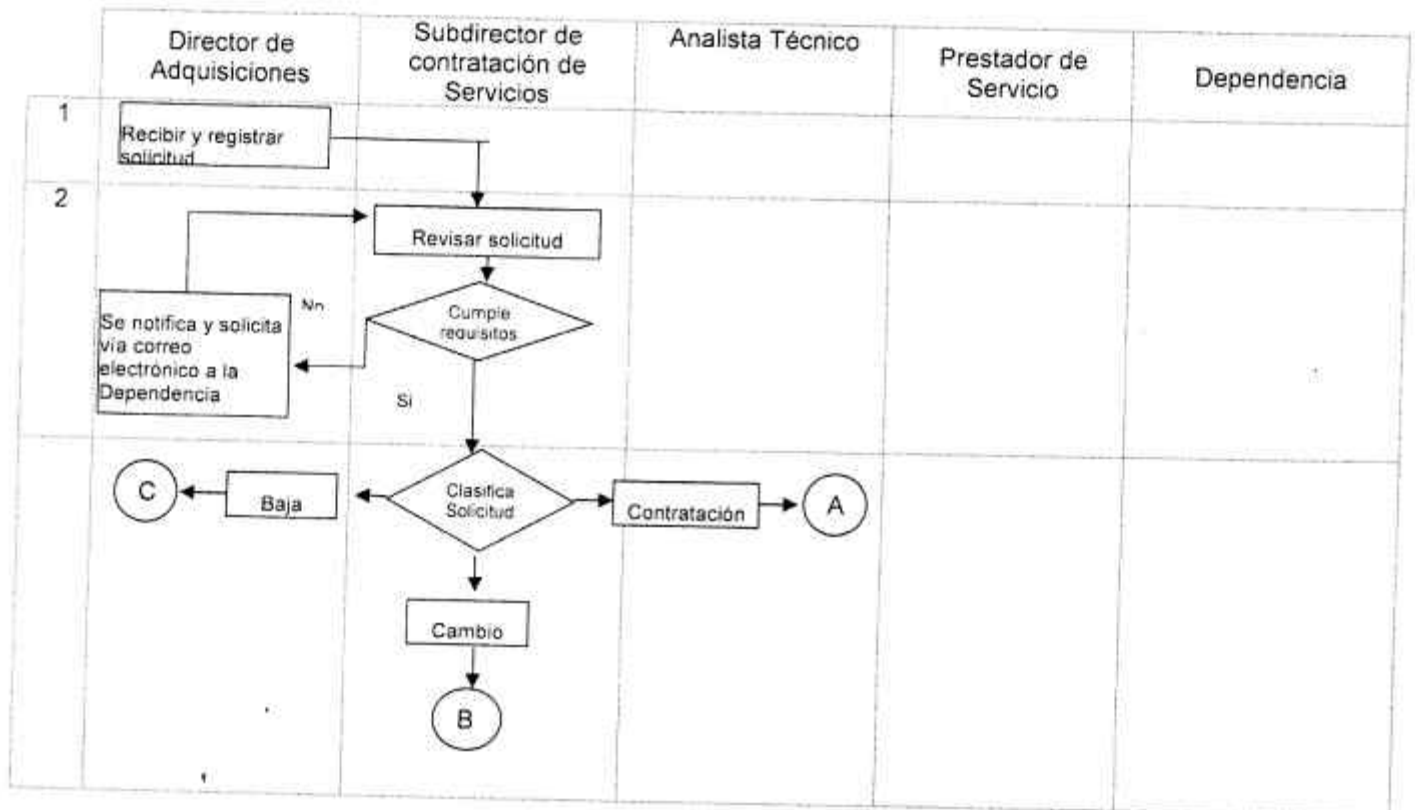 Director de
Adquisiciones
Subdirector de
contratación de
Servicios
Analista Técnico
Prestador de
Servicio
Dependencia
1
Recibir y registrar
solicitud
2
Revisar solicitud
No
Cumple
requisitos
Se notifica y solicita
vía correo
electrónico a la
Dependencia
Si
C
Baja
Clasifica
Solicitud
Contratación
A
Cambio
B